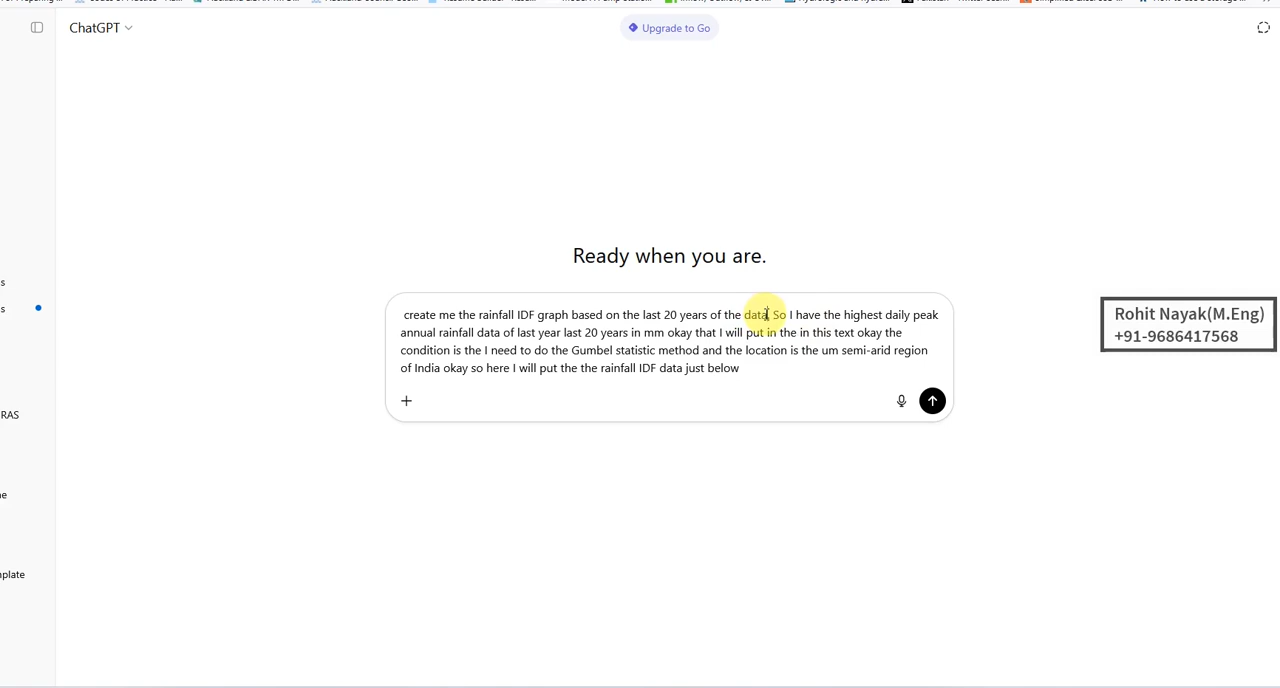 ChatGPT
Upgrade to Go
Ready when you are.
create me the rainfall IDF graph based on the last 20 years of the data. So I have the highest daily peak
annual rainfall data of last year last 20 years in mm okay that I will put in the in this text okay the
condition is the I need to do the Gumbel statistic method and the location is the um semi-arid region
of India okay so here I will put the the rainfall IDF data just below
Rohit Nayak(M.Eng)
+91-9686417568
s
s
RAS
ne
nplate